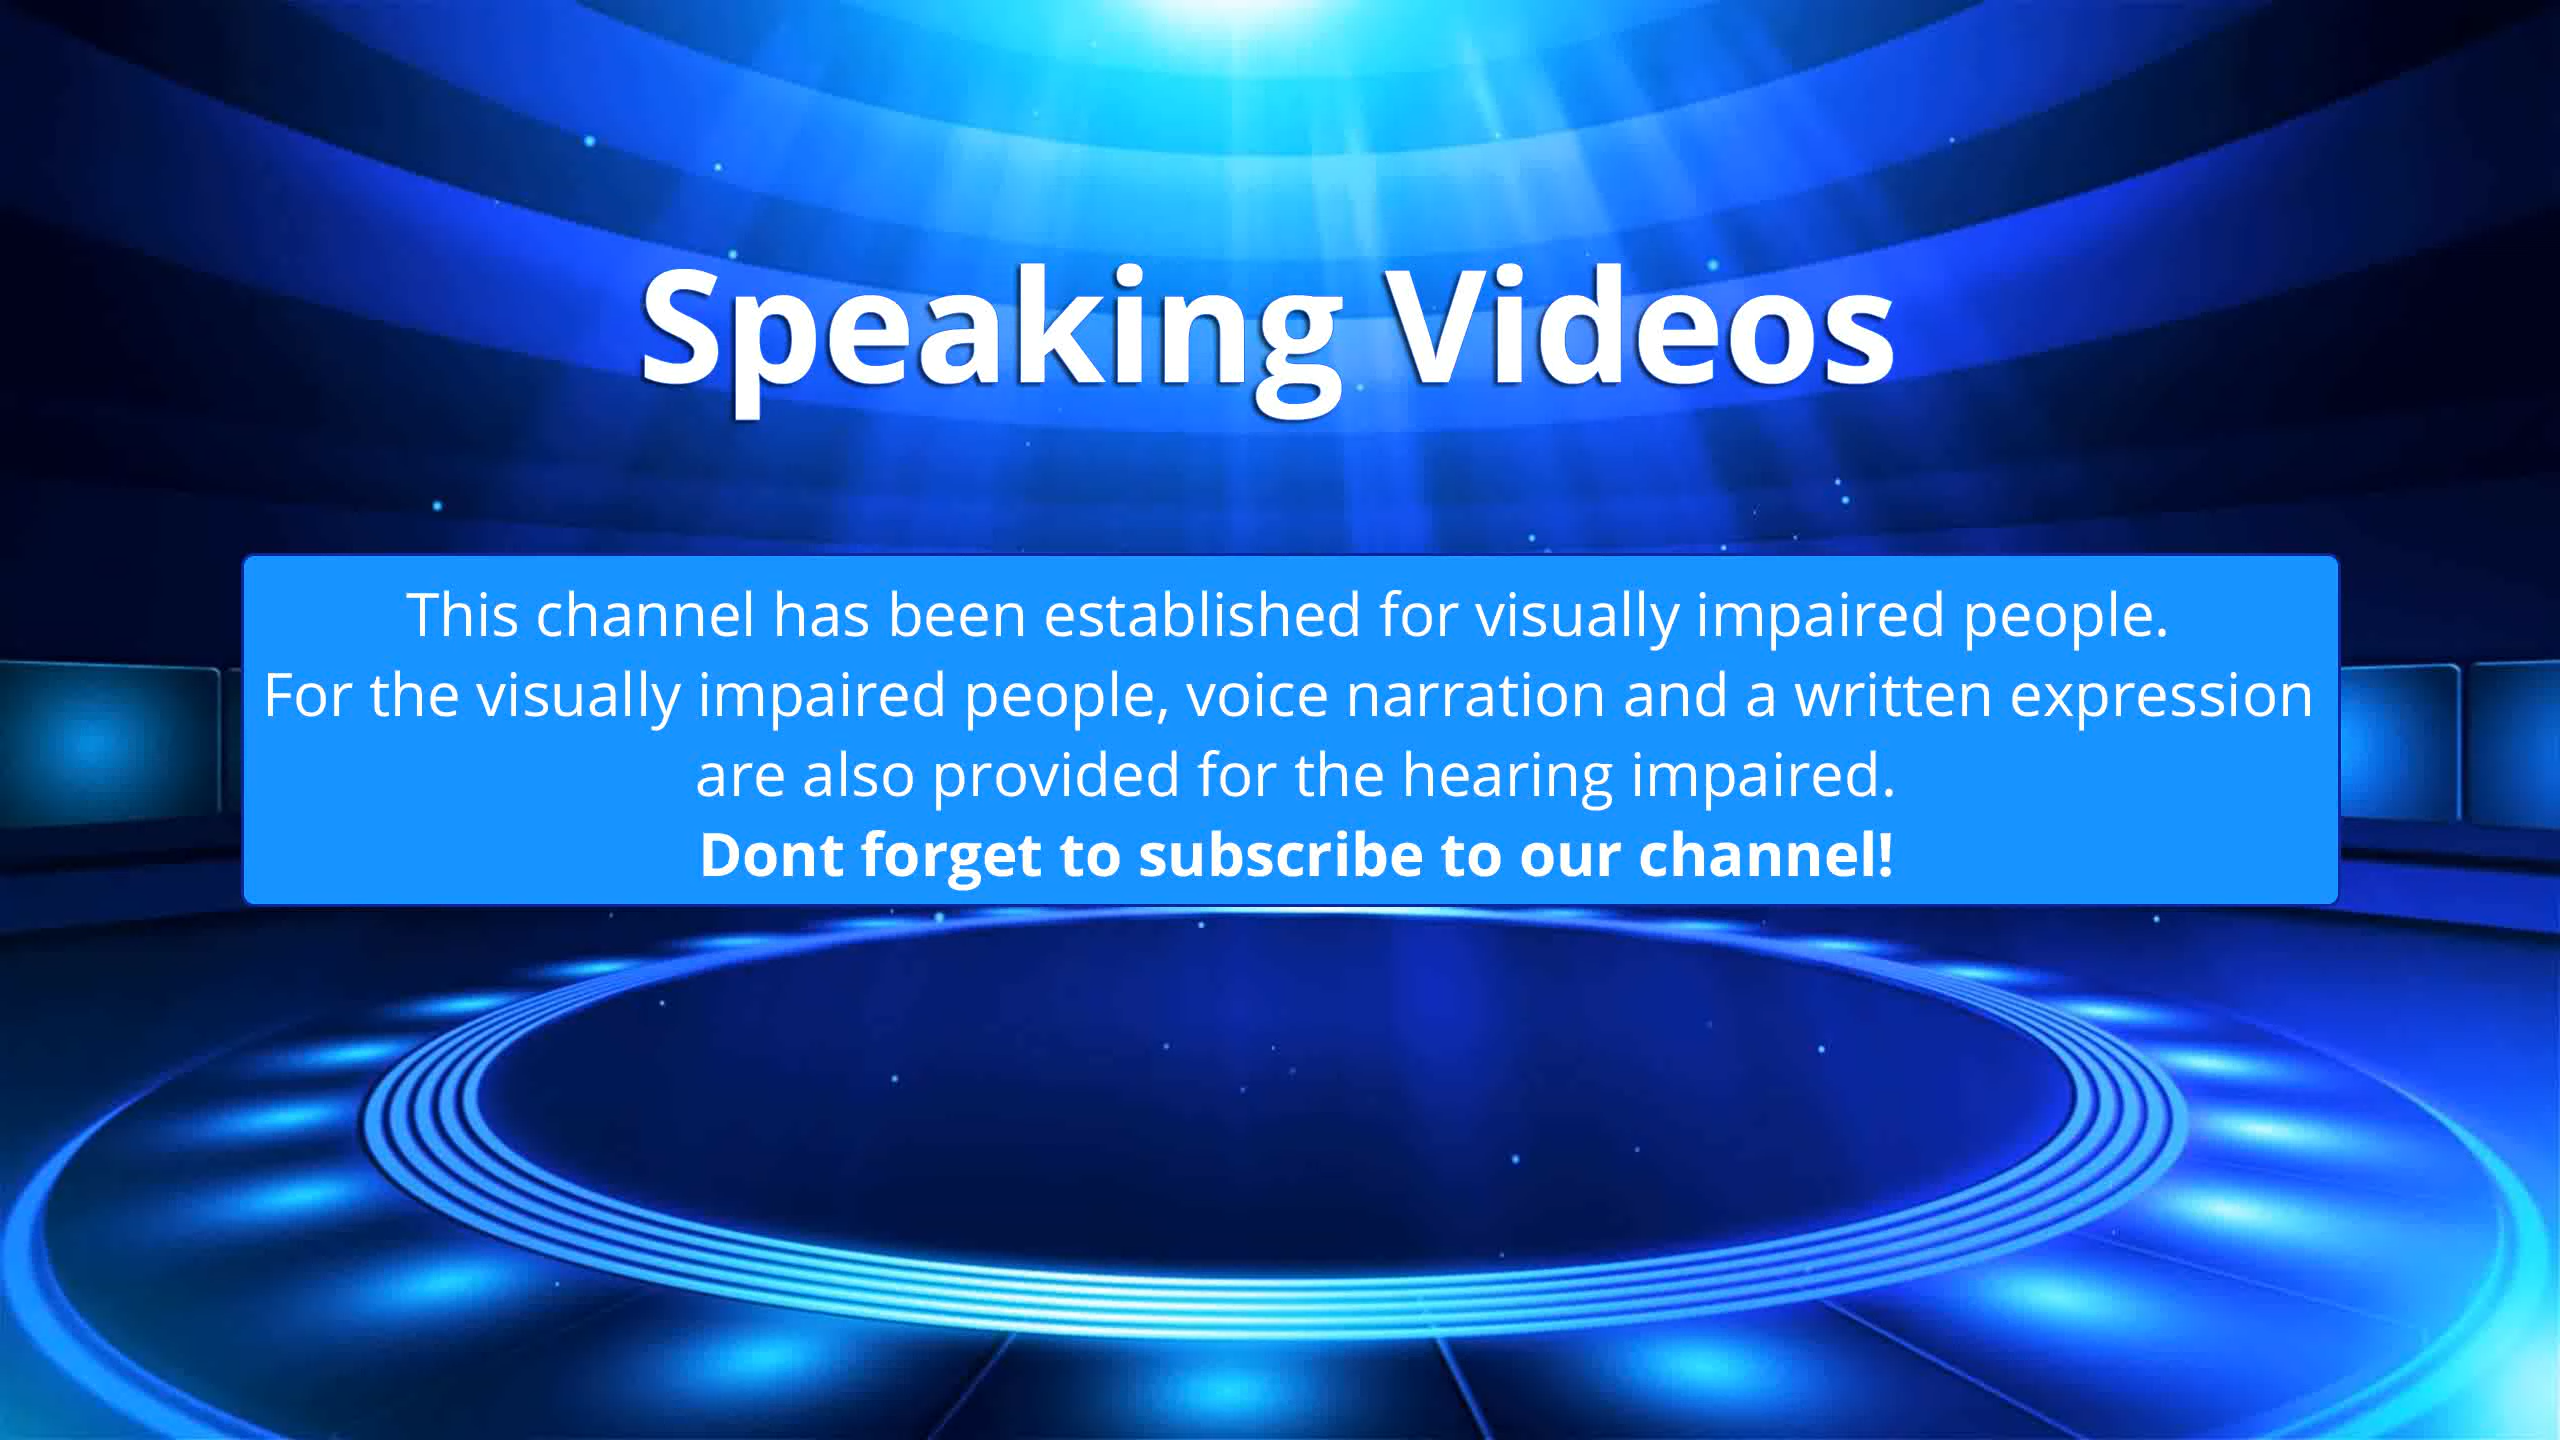 Speaking Videos
This channel has been established for visually impaired people.
For the visually impaired people, voice narration and a written expression
are also provided for the hearing impaired.
Dont forget to subscribe to our channel!